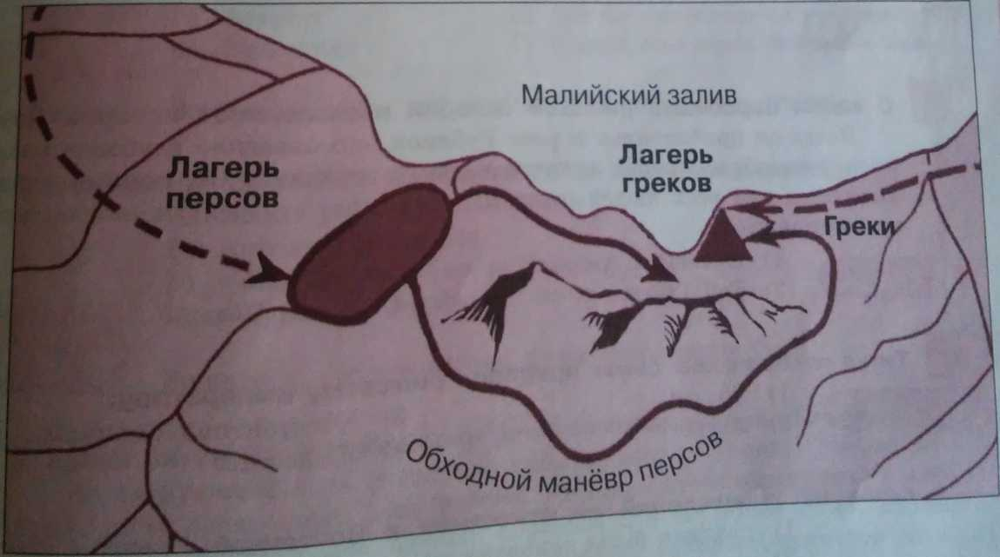 Малийский залив
Лагерь
персов
Лагерь
греков
Греки
Обходной манёвр персов